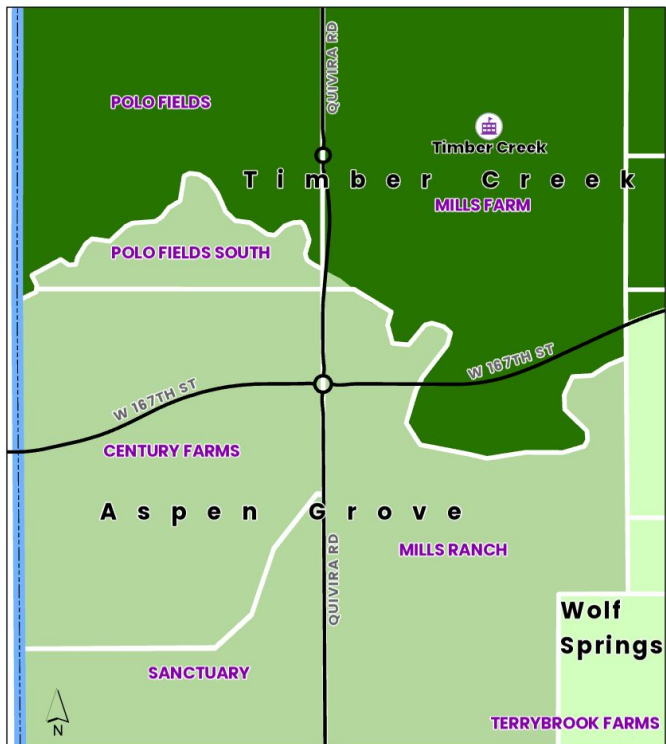 QUIVIRA RD
POLO FIELDS
Timber Creek
Timber Creek
MILLS FARM
POLO FIELDS SOUTH
W 167TH ST
W 167TH ST
CENTURY FARMS
Aspen Grove
MILLS RANCH
QUIVIRA RD
Wolf
Springs
SANCTUARY
N
TERRYBROOK FARMS